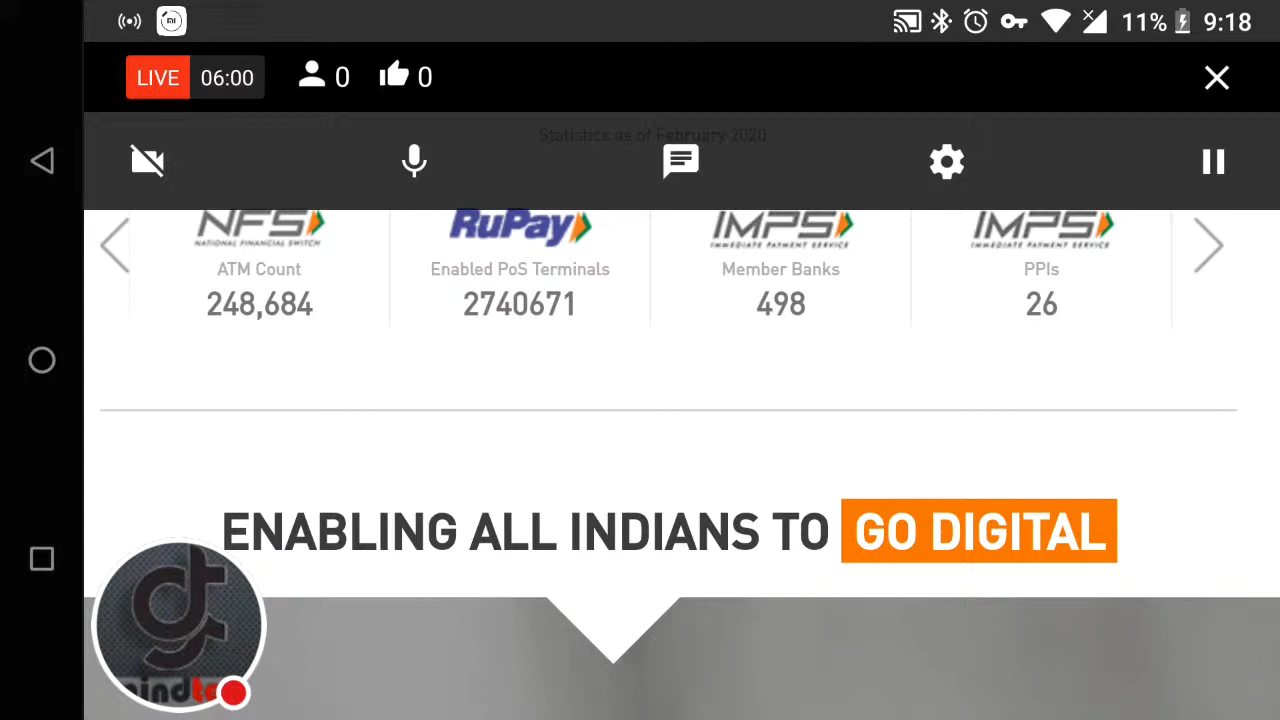 11% 9:18
LIVE 06:00 0 0
Statistics as of February 2020
NFS RuPay IMPS IMPS
NATIONAL FINANCIAL SWITCH IMMEDIATE PAYMENT SERVICE IMMEDIATE PAYMENT SERVICE
ATM Count Enabled PoS Terminals Member Banks PPIs
248,684 2740671 498 26
ENABLING ALL INDIANS TO GO DIGITAL